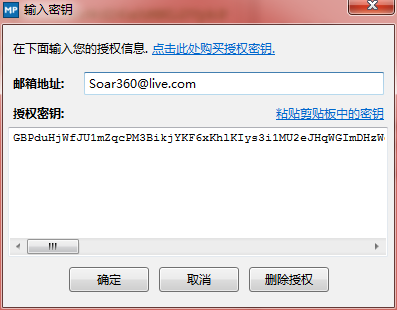 MP 输入密钥
在下面输入您的授权信息. 点击此处购买授权密钥.
邮箱地址: Soar360@live.com
授权密钥: 粘贴剪贴板中的密钥
GBPduHjWfJU1mZqcPM3BikjYKF6xKhlKIys3i1MU2eJHqWGImDHzW
确定 取消 删除授权